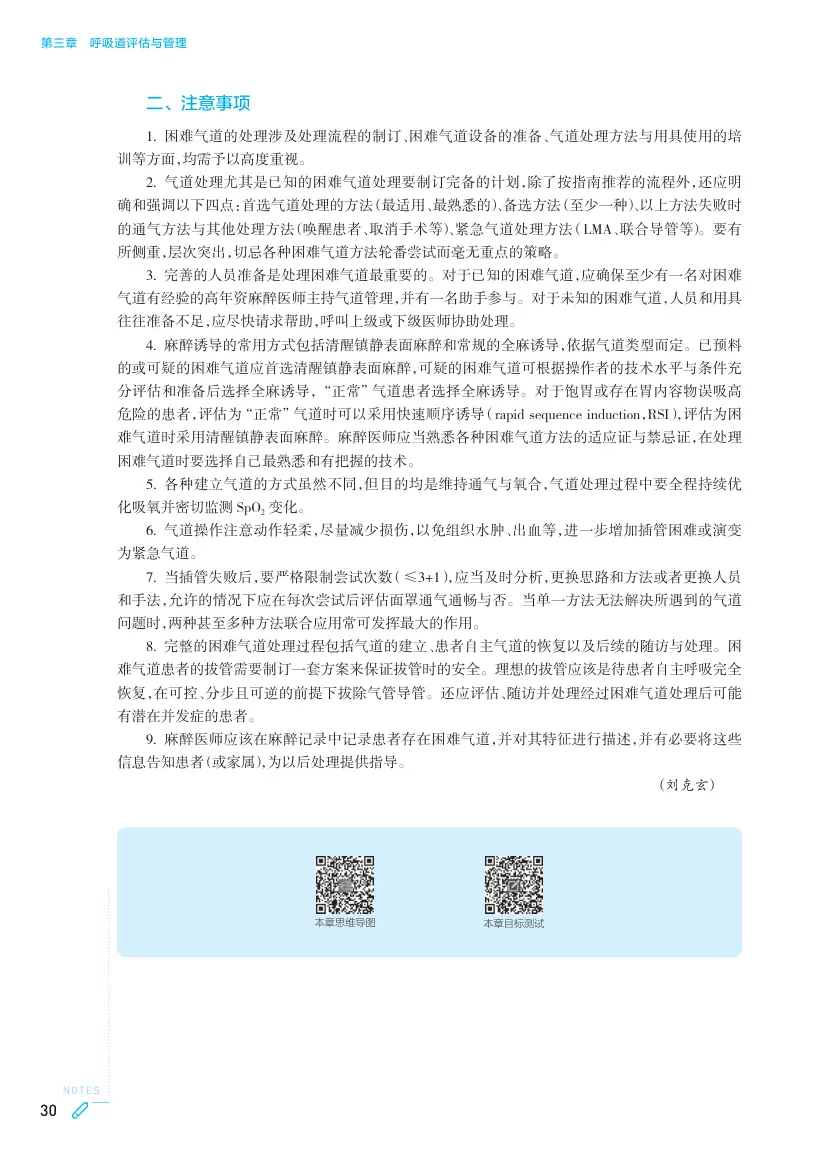 第三章 呼吸道评估与管理
二、注意事项
1. 困难气道的处理涉及处理流程的制订、困难气道设备的准备、气道处理方法与用具使用的培
训等方面,均需予以高度重视。
2. 气道处理尤其是已知的困难气道处理要制订完备的计划,除了按指南推荐的流程外,还应明
确和强调以下四点:首选气道处理的方法(最适用、最熟悉的)、备选方法(至少一种)、以上方法失败时
的通气方法与其他处理方法(唤醒患者、取消手术等)、紧急气道处理方法(LMA、联合导管等)。要有
所侧重,层次突出,切忌各种困难气道方法轮番尝试而毫无重点的策略。
3. 完善的人员准备是处理困难气道最重要的。对于已知的困难气道,应确保至少有一名对困难
气道有经验的高年资麻醉医师主持气道管理,并有一名助手参与。对于未知的困难气道,人员和用具
往往准备不足,应尽快请求帮助,呼叫上级或下级医师协助处理。
4. 麻醉诱导的常用方式包括清醒镇静表面麻醉和常规的全麻诱导,依据气道类型而定。已预料
的或可疑的困难气道应首选清醒镇静表面麻醉,可疑的困难气道可根据操作者的技术水平与条件充
分评估和准备后选择全麻诱导,“正常”气道患者选择全麻诱导。对于饱胃或存在胃内容物误吸高
危险的患者,评估为“正常”气道时可以采用快速顺序诱导(rapid sequence induction,RSI),评估为困
难气道时采用清醒镇静表面麻醉。麻醉医师应当熟悉各种困难气道方法的适应证与禁忌证,在处理
困难气道时要选择自己最熟悉和有把握的技术。
5. 各种建立气道的方式虽然不同,但目的均是维持通气与氧合,气道处理过程中要全程持续优
化吸氧并密切监测 SpO₂ 变化。
6. 气道操作注意动作轻柔,尽量减少损伤,以免组织水肿、出血等,进一步增加插管困难或演变
为紧急气道。
7. 当插管失败后,要严格限制尝试次数(≤3+1),应当及时分析,更换思路和方法或者更换人员
和手法,允许的情况下应在每次尝试后评估面罩通气通畅与否。当单一方法无法解决所遇到的气道
问题时,两种甚至多种方法联合应用常可发挥最大的作用。
8. 完整的困难气道处理过程包括气道的建立、患者自主气道的恢复以及后续的随访与处理。困
难气道患者的拔管需要制订一套方案来保证拔管时的安全。理想的拔管应该是待患者自主呼吸完全
恢复,在可控、分步且可逆的前提下拔除气管导管。还应评估、随访并处理经过困难气道处理后可能
有潜在并发症的患者。
9. 麻醉医师应该在麻醉记录中记录患者存在困难气道,并对其特征进行描述,并有必要将这些
信息告知患者(或家属),为以后处理提供指导。
(刘克玄)
本章思维导图
本章目标测试
NOTES
30